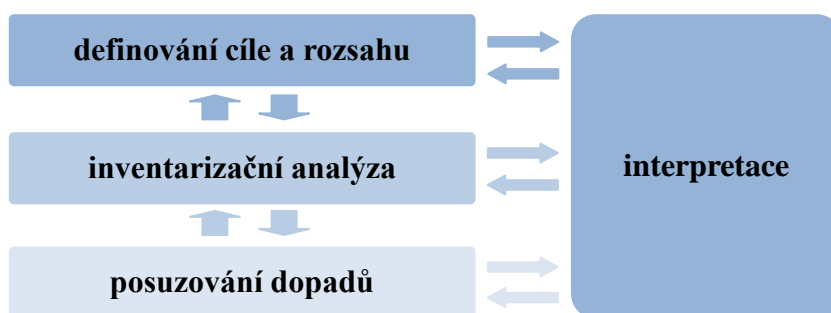 definování cíle a rozsahu
inventarizační analýza
interpretace
posuzování dopadů